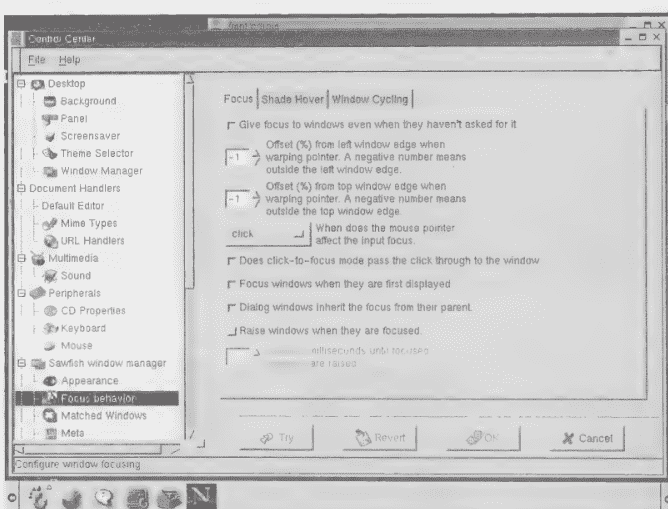 Control Center
File Help
Desktop
Background
Panel
Screensaver
Theme Selector
Window Manager
Document Handlers
Default Editor
Mime Types
URL Handlers
Multimedia
Sound
Peripherals
CD Properties
Keyboard
Mouse
Sawfish window manager
Appearance
Focus behavior
Matched Windows
Meta
Focus Shade Hover Window Cycling
Give focus to windows even when they haven't asked for it
Offset (%) from left window edge when
-1 warping pointer. A negative number means
outside the left window edge.
Offset (%) from top window edge when
-1 warping pointer. A negative number means
outside the top window edge.
click When does the mouse pointer
affect the input focus.
Does click-to-focus mode pass the click through to the window
Focus windows when they are first displayed
Dialog windows inherit the focus from their parent.
Raise windows when they are focused.
milliseconds until focused
are raised
Try Revert OK Cancel
Configure window focusing
N